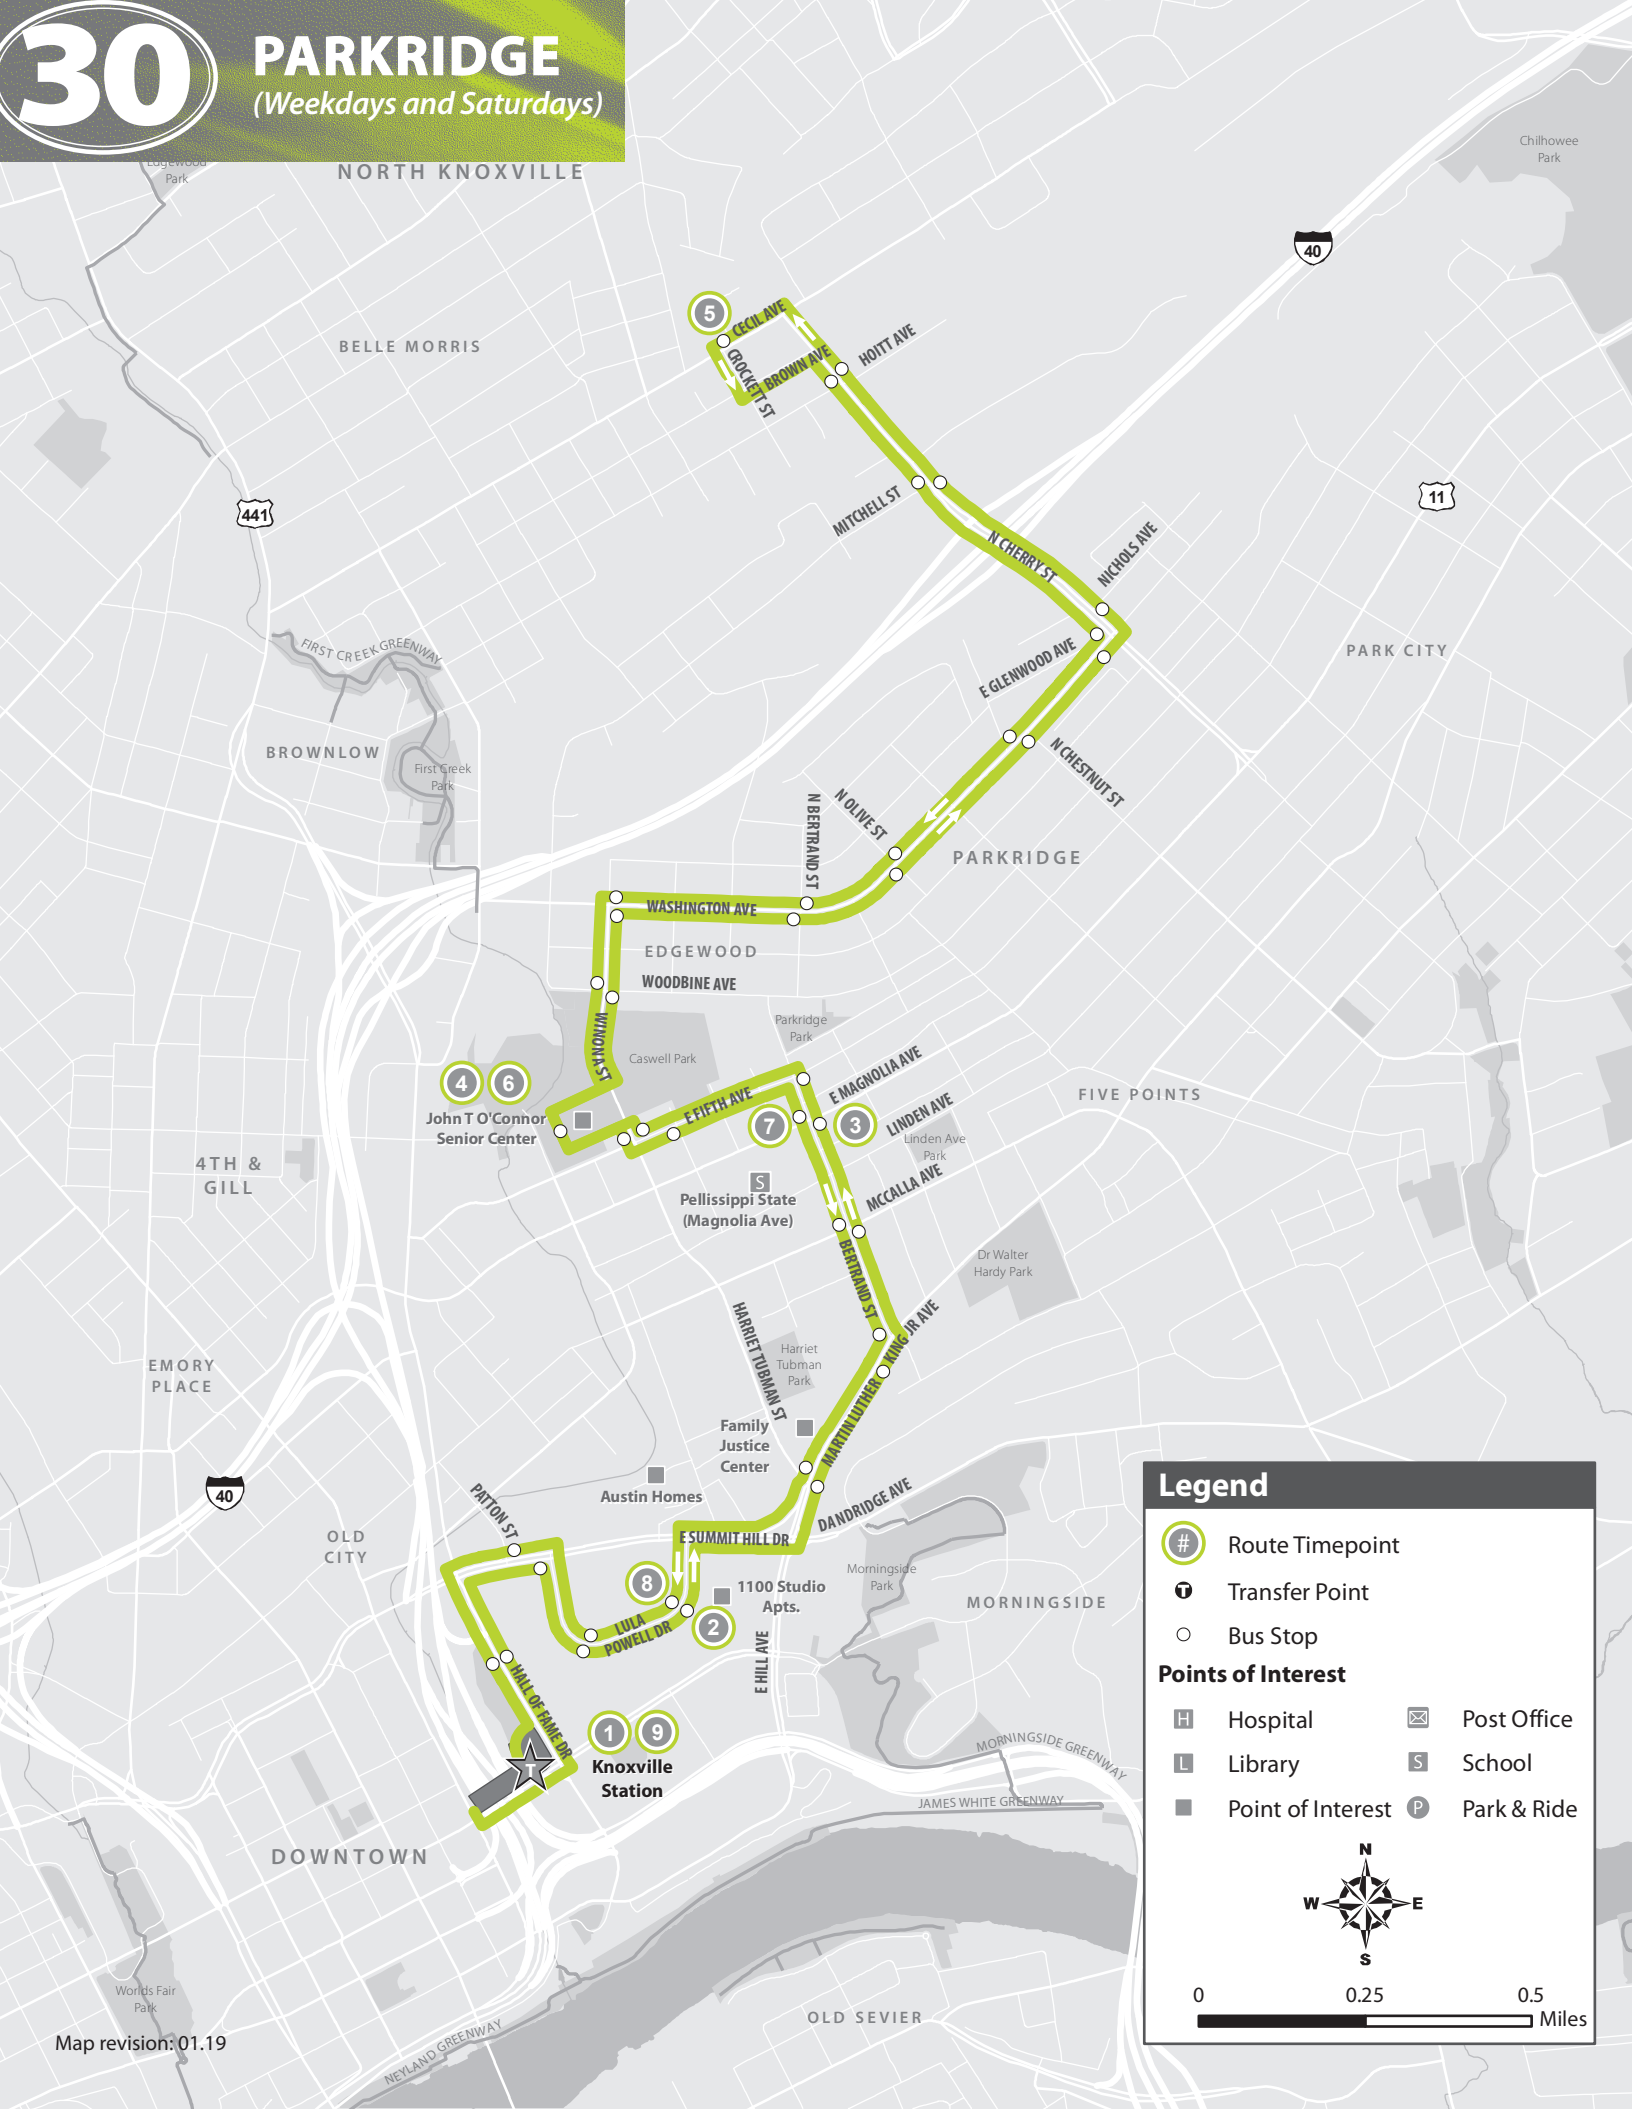 30
PARKRIDGE
(Weekdays and Saturdays)
Edgewood
Park
NORTH KNOXVILLE
Chilhowee
Park
40
5
CECIL AVE
HOITT AVE
BROWN AVE
CROCKETT ST
BELLE MORRIS
441
11
MITCHELL ST
N CHERRY ST
NICHOLS AVE
FIRST CREEK GREENWAY
E GLENWOOD AVE
PARK CITY
BROWNLOW
First Creek
Park
N CHESTNUT ST
N BERTRAND ST
N OLIVE ST
PARKRIDGE
WASHINGTON AVE
EDGEWOOD
WOODBINE AVE
WINONA ST
Parkridge
Park
Caswell Park
4
6
John T O'Connor
Senior Center
E FIFTH AVE
E MAGNOLIA AVE
FIVE POINTS
7
3
LINDEN AVE
Linden Ave
Park
4TH &
GILL
S
Pellissippi State
(Magnolia Ave)
MCCALLA AVE
BERTRAND ST
Dr Walter
Hardy Park
HARRIET TUBMAN ST
Harriet
Tubman
Park
MARTIN LUTHER KING JR AVE
EMORY
PLACE
Family
Justice
Center
40
PATTON ST
Austin Homes
DANDRIDGE AVE
OLD
CITY
E SUMMIT HILL DR
8
1100 Studio
Apts.
Morningside
Park
MORNINGSIDE
2
LULA
POWELL DR
E HILL AVE
HALL OF FAME DR
1
9
T
Knoxville
Station
MORNINGSIDE GREENWAY
JAMES WHITE GREENWAY
DOWNTOWN
Worlds Fair
Park
OLD SEVIER
NEYLAND GREENWAY
Map revision: 01.19
Legend
#
Route Timepoint
T
Transfer Point
Bus Stop
Points of Interest
H
Hospital
Post Office
L
Library
S
School
Point of Interest
P
Park & Ride
N
W
E
S
0
0.25
0.5
Miles